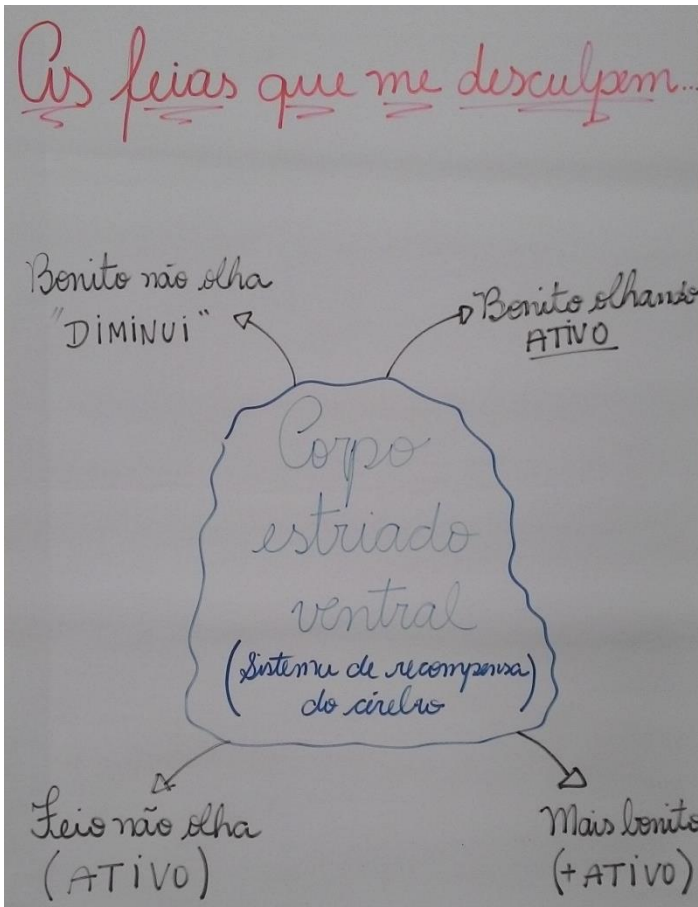 As feias que me desculpem...
Bonito não olha
"DIMINUI"
Bonito olhando
ATIVO
Corpo
estriado
ventral
(Sistema de recompensa
do cérebro)
Feio não olha
(ATIVO)
Mais bonito
(+ ATIVO)